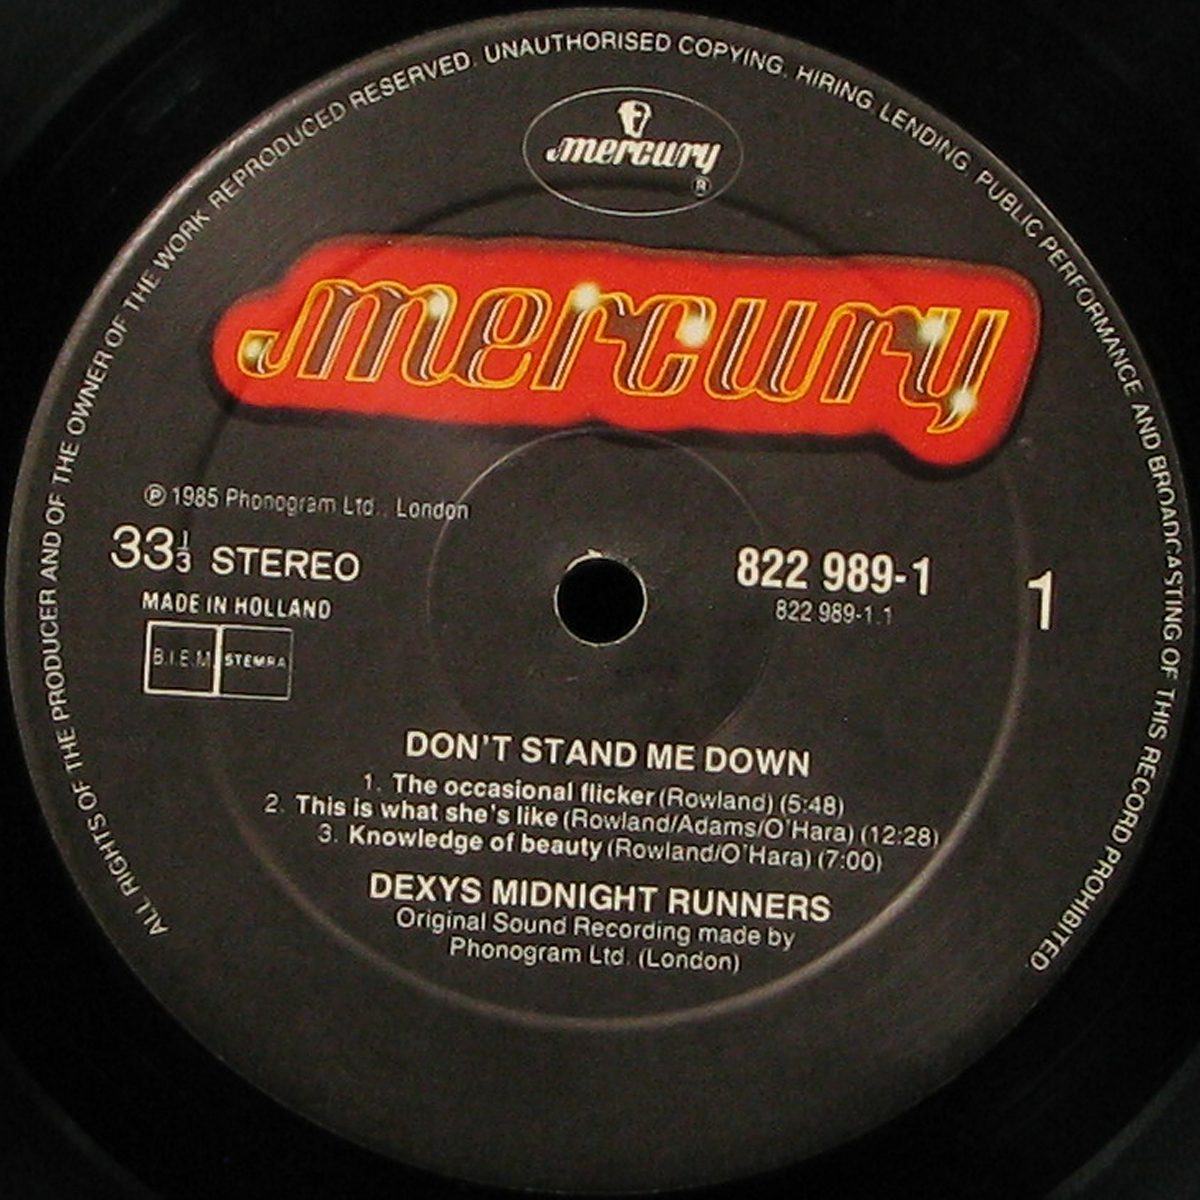 ALL RIGHTS OF THE PRODUCER AND OF THE OWNER OF THE WORK REPRODUCED RESERVED. UNAUTHORISED COPYING, HIRING, LENDING, PUBLIC PERFORMANCE AND BROADCASTING OF THIS RECORD PROHIBITED.
mercury
®
mercury
℗ 1985 Phonogram Ltd., London
33⅓ STEREO
MADE IN HOLLAND
B.I.E.M. STEMRA
822 989-1
822 989-1.1
1
DON'T STAND ME DOWN
1. The occasional flicker (Rowland) (5:48)
2. This is what she's like (Rowland/Adams/O'Hara) (12:28)
3. Knowledge of beauty (Rowland/O'Hara) (7:00)
DEXYS MIDNIGHT RUNNERS
Original Sound Recording made by
Phonogram Ltd. (London)